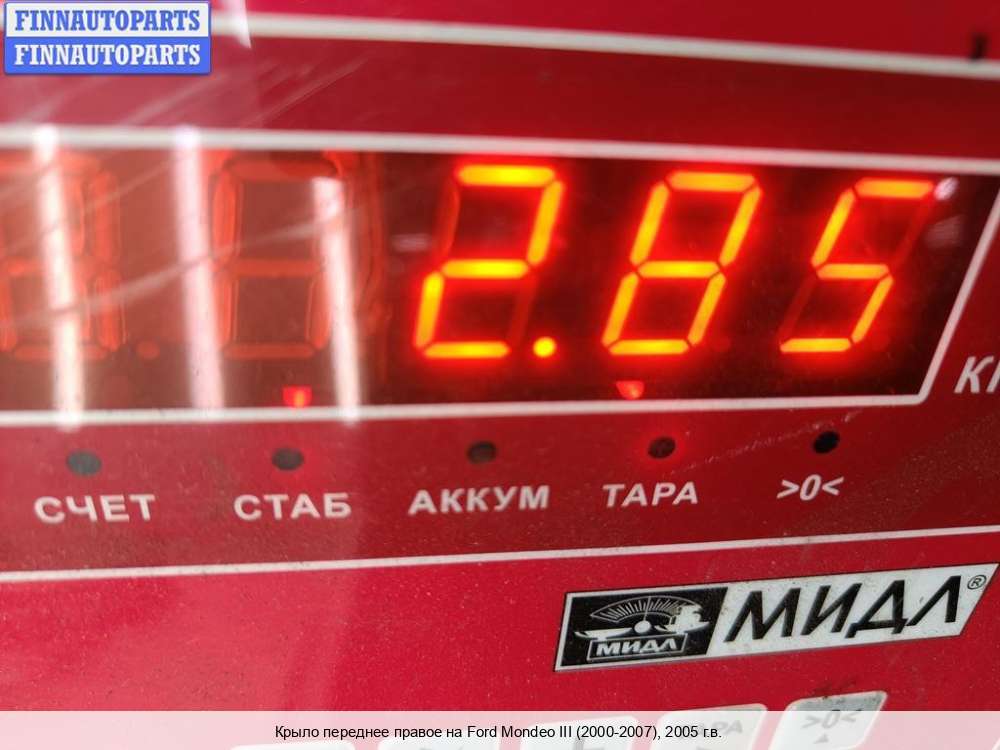 FINNAUTOPARTS
FINNAUTOPARTS
2.85
СЧЕТ СТАБ АККУМ ТАРА >0<
МИДЛ МИДЛ®
>0<
Крыло переднее правое на Ford Mondeo III (2000-2007), 2005 г.в.